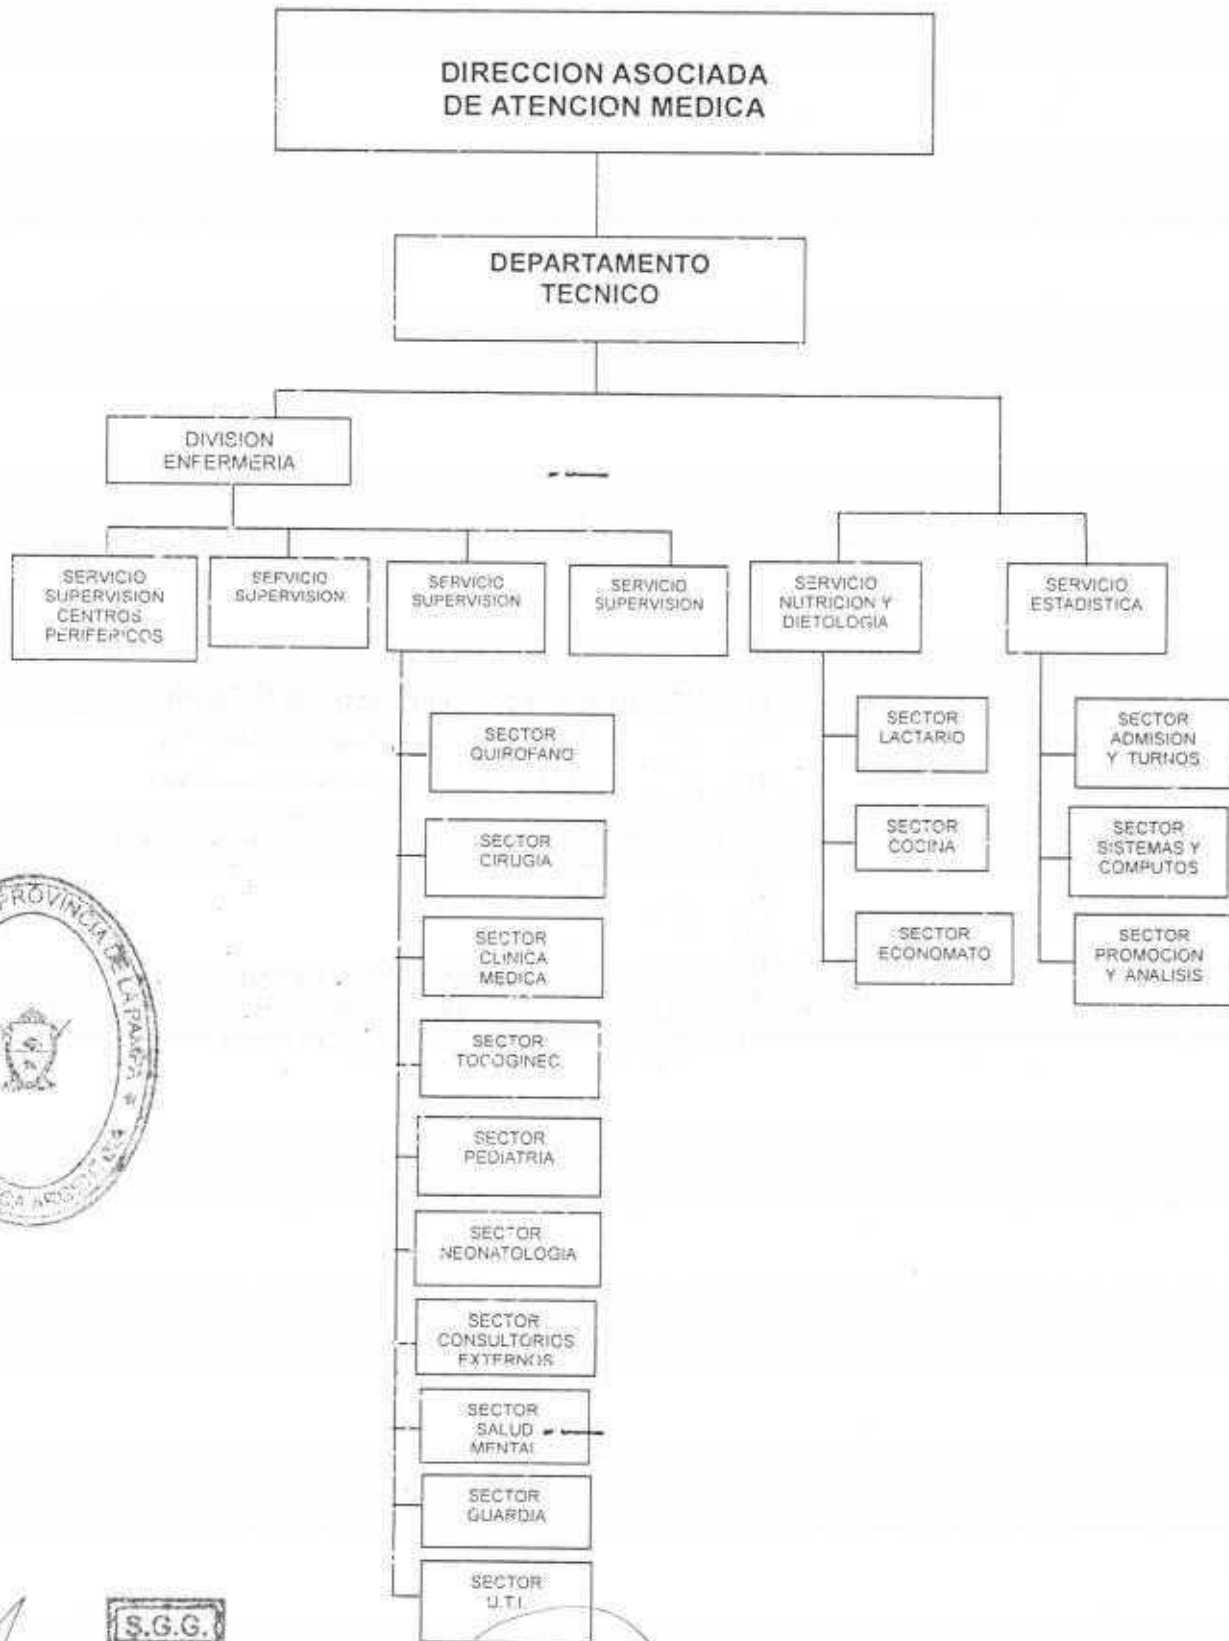 DIRECCION ASOCIADA
DE ATENCION MEDICA
DEPARTAMENTO
TECNICO
DIVISION
ENFERMERIA
SERVICIO
SUPERVISION
CENTROS
PERIFERICOS
SERVICIO
SUPERVISION
SERVICIO
SUPERVISION
SERVICIO
SUPERVISION
SERVICIO
NUTRICION Y
DIETOLOGIA
SERVICIO
ESTADISTICA
SECTOR
QUIROFANO
SECTOR
CIRUGIA
SECTOR
CLINICA
MEDICA
SECTOR
TOCOGINEC.
SECTOR
PEDIATRIA
SECTOR
NEONATOLOGIA
SECTOR
CONSULTORIOS
EXTERNOS
SECTOR
SALUD
MENTAL
SECTOR
GUARDIA
SECTOR
U.T.I.
SECTOR
LACTARIO
SECTOR
COCINA
SECTOR
ECONOMATO
SECTOR
ADMISION
Y TURNOS
SECTOR
SISTEMAS Y
COMPUTOS
SECTOR
PROMOCION
Y ANALISIS
PROVINCIA DE LA PAMPA
S.G.G.